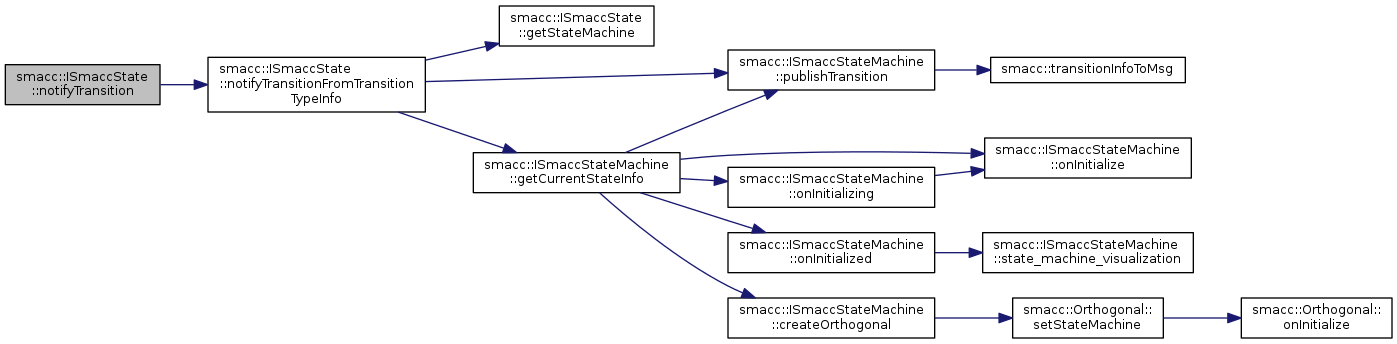 smacc::ISmaccState
::notifyTransition
smacc::ISmaccState
::notifyTransitionFromTransition
TypeInfo
smacc::ISmaccState
::getStateMachine
smacc::ISmaccStateMachine
::publishTransition
smacc::transitionInfoToMsg
smacc::ISmaccStateMachine
::getCurrentStateInfo
smacc::ISmaccStateMachine
::onInitialize
smacc::ISmaccStateMachine
::onInitializing
smacc::ISmaccStateMachine
::onInitialized
smacc::ISmaccStateMachine
::state_machine_visualization
smacc::ISmaccStateMachine
::createOrthogonal
smacc::Orthogonal::
setStateMachine
smacc::Orthogonal::
onInitialize